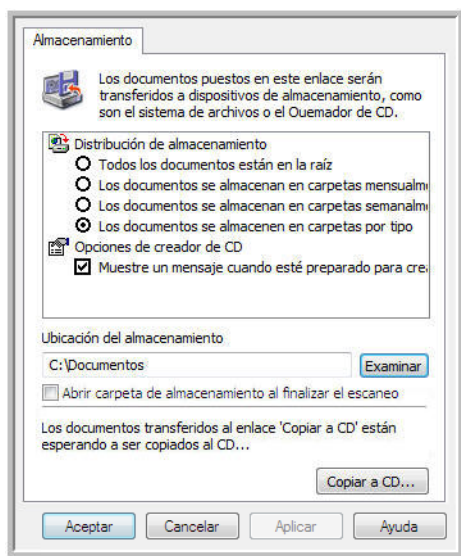 Almacenamiento
Los documentos puestos en este enlace serán
transferidos a dispositivos de almacenamiento, como
son el sistema de archivos o el Ouemador de CD.
Distribución de almacenamiento
Todos los documentos están en la raíz
Los documentos se almacenan en carpetas mensualm
Los documentos se almacenan en carpetas semanalm
Los documentos se almacenen en carpetas por tipo
Opciones de creador de CD
Muestre un mensaje cuando esté preparado para crea
Ubicación del almacenamiento
C:\Documentos Examinar
Abrir carpeta de almacenamiento al finalizar el escaneo
Los documentos transferidos al enlace 'Copiar a CD' están
esperando a ser copiados al CD...
Copiar a CD...
Aceptar Cancelar Aplicar Ayuda